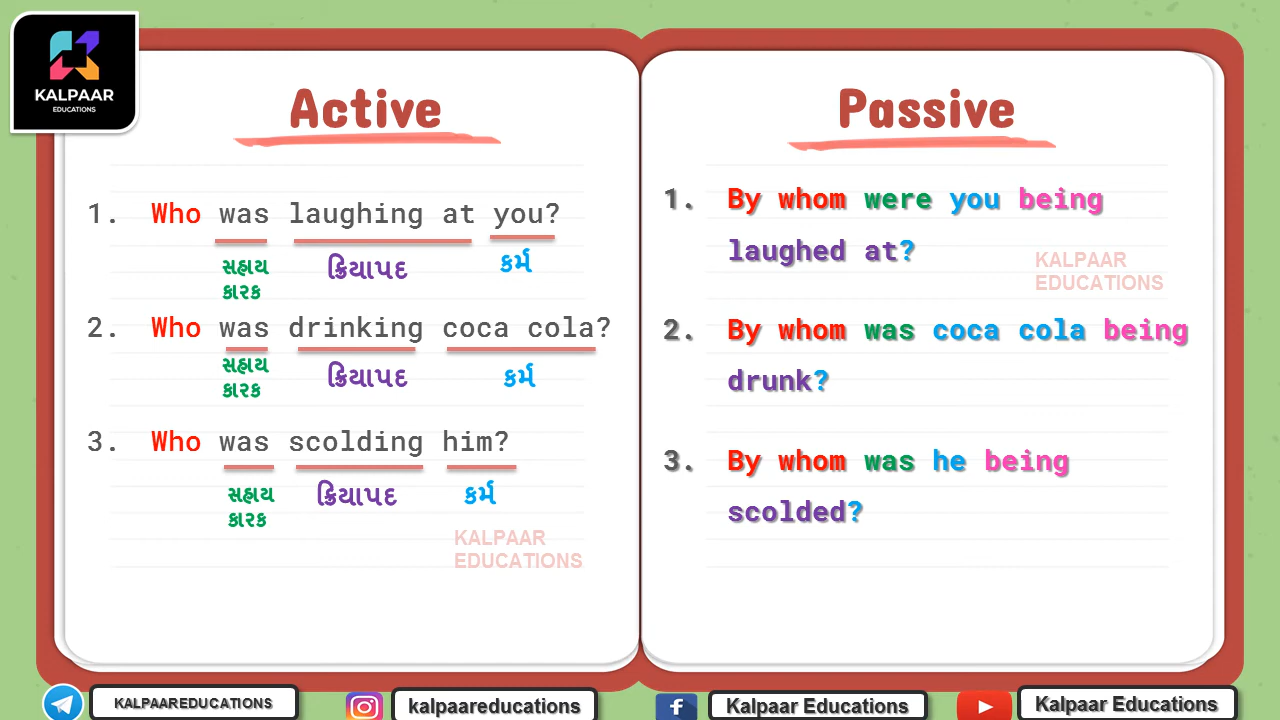 KALPAAR
EDUCATIONS
Active
1. Who was laughing at you?
સહાય ક્રિયાપદ કર્મ
કારક
2. Who was drinking coca cola?
સહાય ક્રિયાપદ કર્મ
કારક
3. Who was scolding him?
સહાય ક્રિયાપદ કર્મ
કારક
KALPAAR
EDUCATIONS
Passive
1. By whom were you being
laughed at?
KALPAAR
EDUCATIONS
2. By whom was coca cola being
drunk?
3. By whom was he being
scolded?
KALPAAREDUCATIONS
kalpaareducations
Kalpaar Educations
Kalpaar Educations